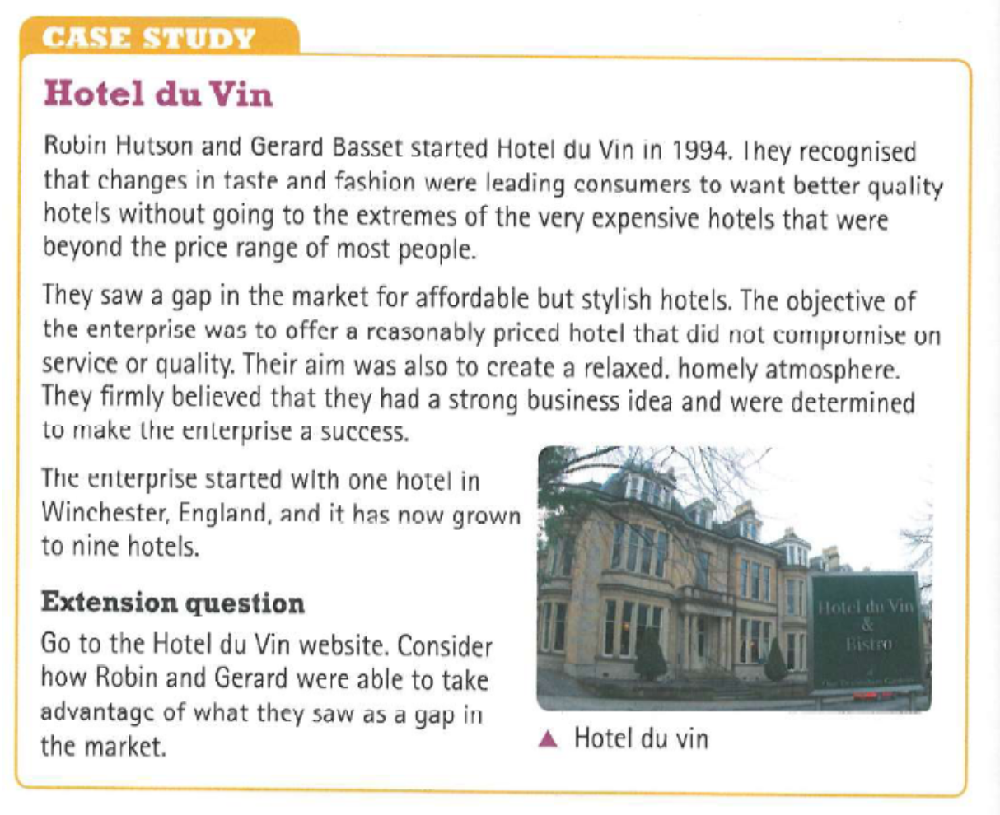 CASE STUDY
Hotel du Vin
Robin Hutson and Gerard Basset started Hotel du Vin in 1994. They recognised
that changes in taste and fashion were leading consumers to want better quality
hotels without going to the extremes of the very expensive hotels that were
beyond the price range of most people.
They saw a gap in the market for affordable but stylish hotels. The objective of
the enterprise was to offer a reasonably priced hotel that did not compromise on
service or quality. Their aim was also to create a relaxed, homely atmosphere.
They firmly believed that they had a strong business idea and were determined
to make the enterprise a success.
The enterprise started with one hotel in
Winchester, England, and it has now grown
to nine hotels.
Extension question
Go to the Hotel du Vin website. Consider
how Robin and Gerard were able to take
advantage of what they saw as a gap in
the market.
Hotel du Vin
&
Bistro
▲ Hotel du vin